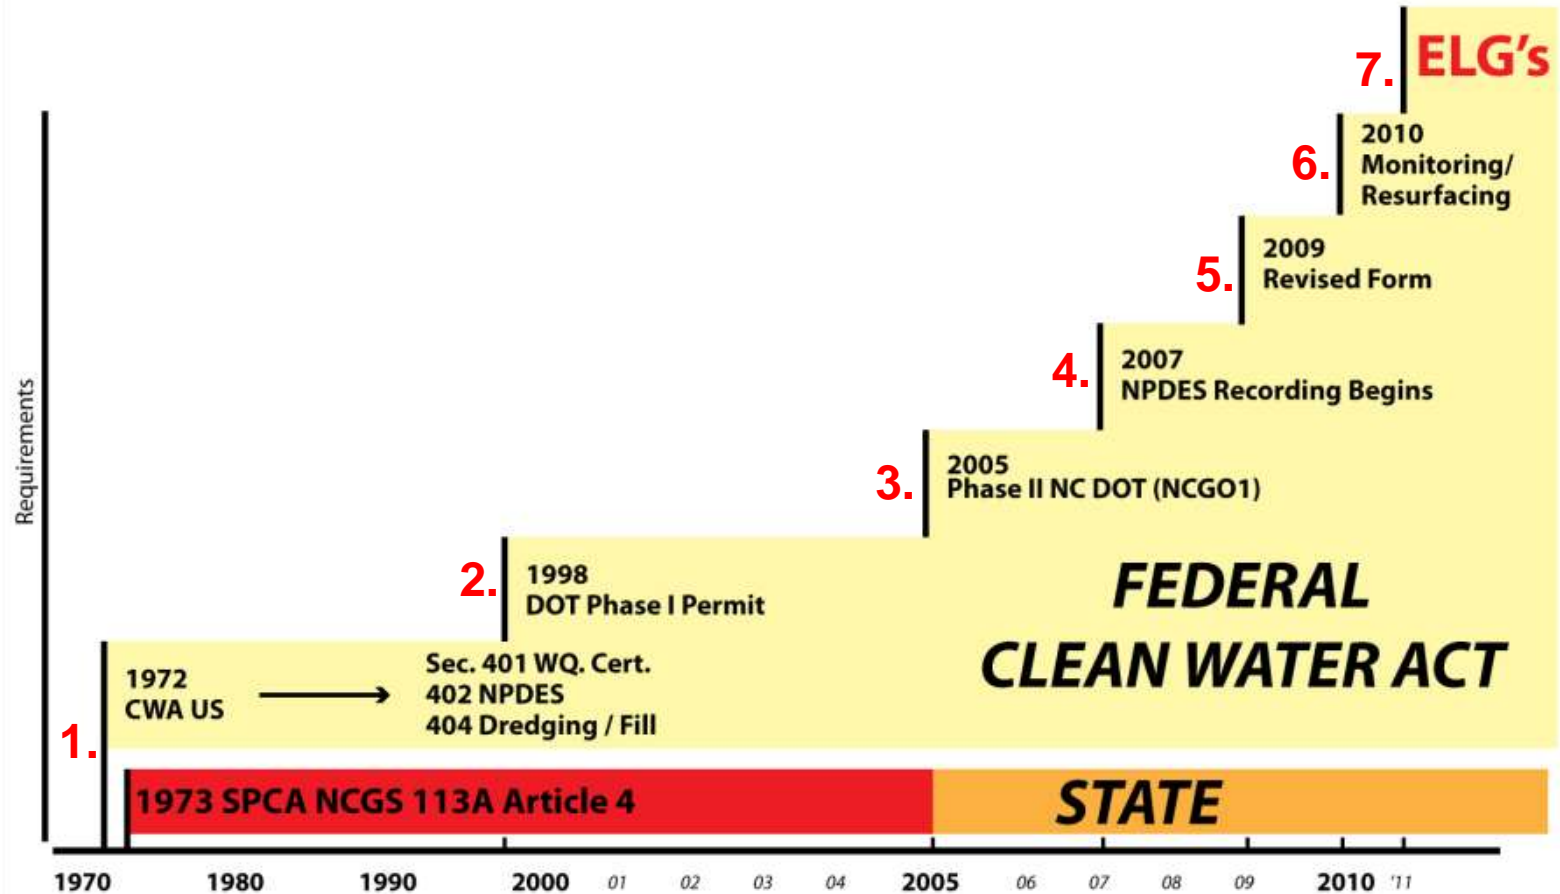 7. ELG's
6. 2010
Monitoring/
Resurfacing
5. 2009
Revised Form
4. 2007
NPDES Recording Begins
3. 2005
Phase II NC DOT (NCGO1)
2. 1998
DOT Phase I Permit
FEDERAL
CLEAN WATER ACT
1. 1972
CWA US
Sec. 401 WQ. Cert.
402 NPDES
404 Dredging / Fill
1973 SPCA NCGS 113A Article 4
STATE
Requirements
1970 1980 1990 2000 01 02 03 04 2005 06 07 08 09 2010 '11